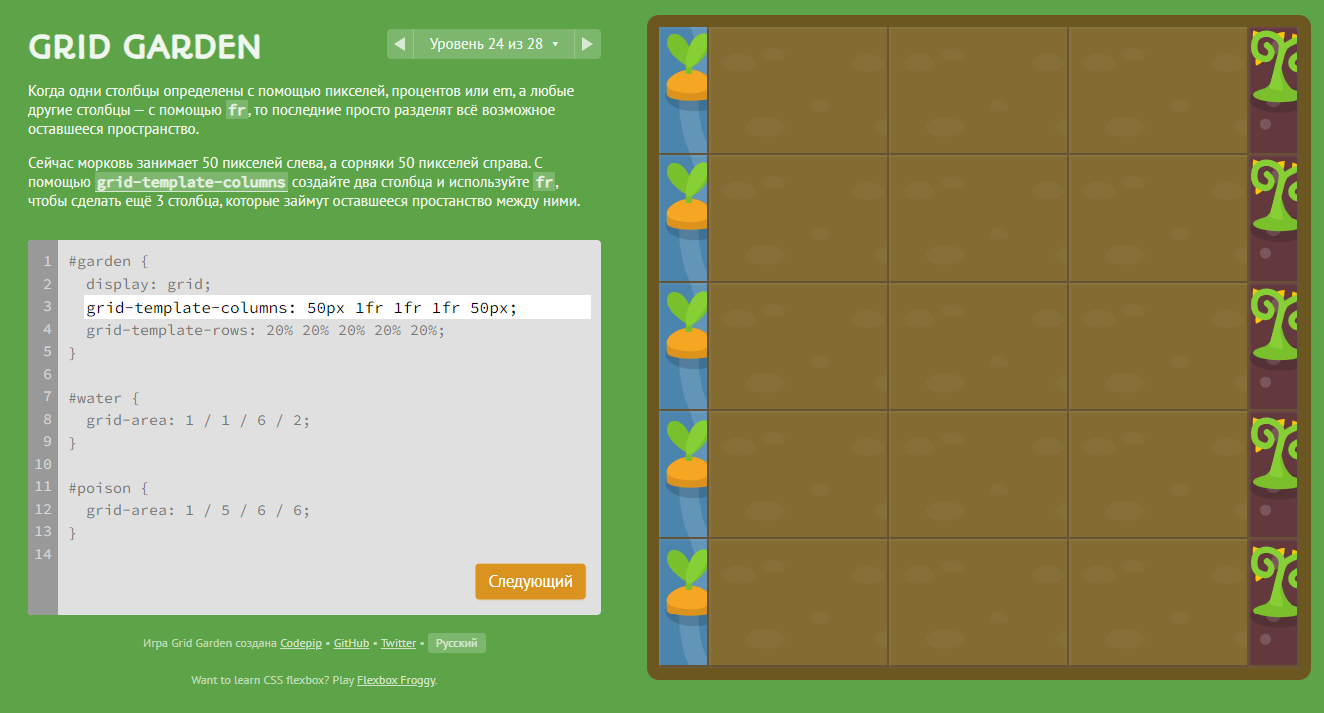 GRID GARDEN
Уровень 24 из 28
Когда одни столбцы определены с помощью пикселей, процентов или em, а любые
другие столбцы — с помощью fr, то последние просто разделят всё возможное
оставшееся пространство.
Сейчас морковь занимает 50 пикселей слева, а сорняки 50 пикселей справа. С
помощью grid-template-columns создайте два столбца и используйте fr,
чтобы сделать ещё 3 столбца, которые займут оставшееся простанство между ними.
1 #garden {
2 display: grid;
3 grid-template-columns: 50px 1fr 1fr 1fr 50px;
4 grid-template-rows: 20% 20% 20% 20% 20%;
5 }
6
7 #water {
8 grid-area: 1 / 1 / 6 / 2;
9 }
10
11 #poison {
12 grid-area: 1 / 5 / 6 / 6;
13 }
14
Следующий
Игра Grid Garden создана Codepip • GitHub • Twitter • Русский
Want to learn CSS flexbox? Play Flexbox Froggy.